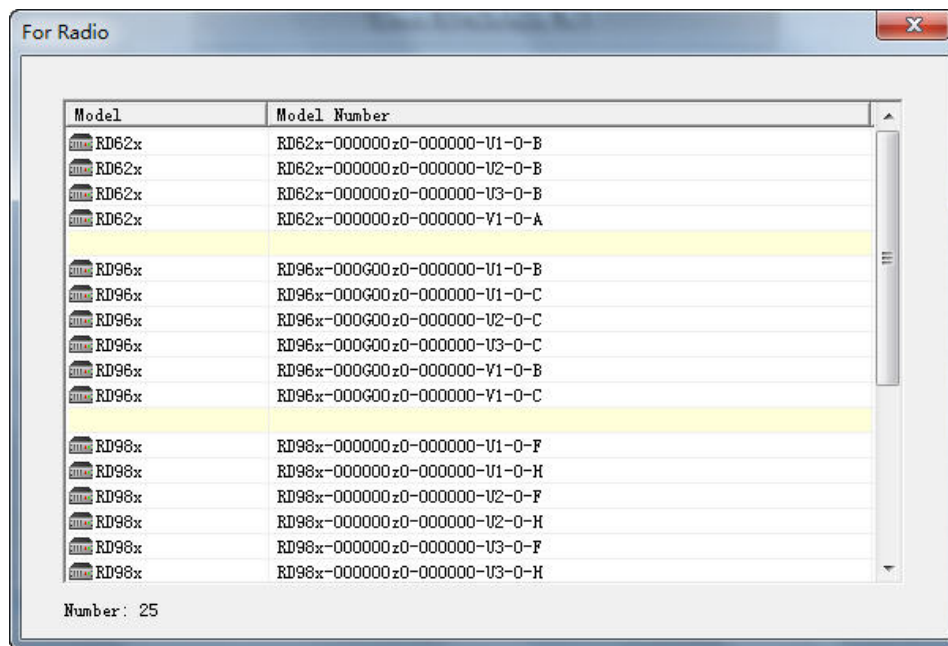 For Radio
Model Model Number
RD62x RD62x-000000z0-000000-U1-0-B
RD62x RD62x-000000z0-000000-U2-0-B
RD62x RD62x-000000z0-000000-U3-0-B
RD62x RD62x-000000z0-000000-V1-0-A
RD96x RD96x-000G00z0-000000-U1-0-B
RD96x RD96x-000G00z0-000000-U1-0-C
RD96x RD96x-000G00z0-000000-U2-0-C
RD96x RD96x-000G00z0-000000-U3-0-C
RD96x RD96x-000G00z0-000000-V1-0-B
RD96x RD96x-000G00z0-000000-V1-0-C
RD98x RD98x-000000z0-000000-U1-0-F
RD98x RD98x-000000z0-000000-U1-0-H
RD98x RD98x-000000z0-000000-U2-0-F
RD98x RD98x-000000z0-000000-U2-0-H
RD98x RD98x-000000z0-000000-U3-0-F
RD98x RD98x-000000z0-000000-U3-0-H
Number: 25